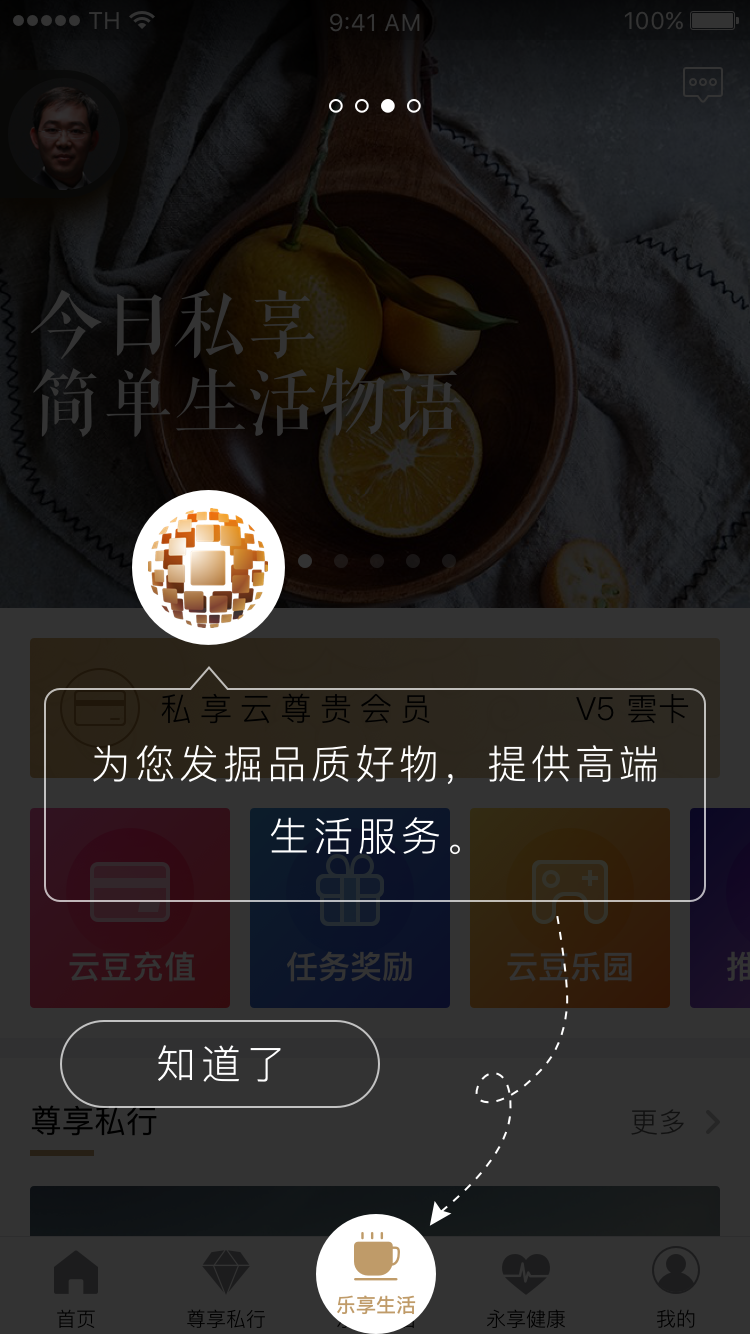 TH 9:41 AM 100%
今日私享
简单生活物语
私享云尊贵会员 V5 雲卡
为您发掘品质好物，提供高端
生活服务。
云豆充值 任务奖励 云豆乐园 推
知道了
尊享私行 更多
首页 尊享私行 乐享生活 永享健康 我的